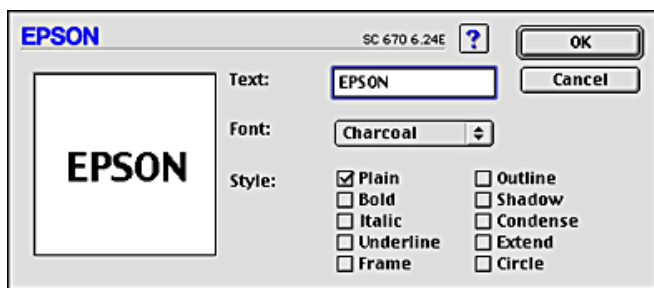 EPSON SC 670 6.24E ? OK
Cancel
Text: EPSON
Font: Charcoal
EPSON
Style: Plain Outline
Bold Shadow
Italic Condense
Underline Extend
Frame Circle